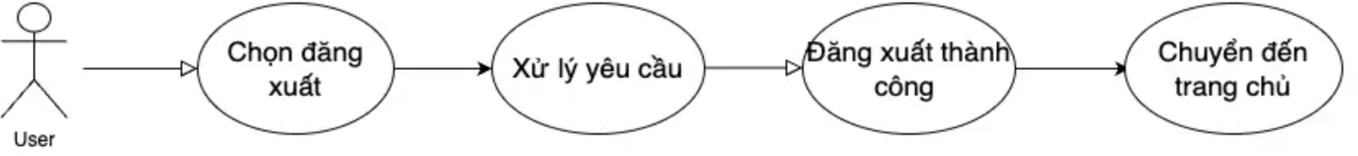 User
Chọn đăng
xuất
Xử lý yêu cầu
Đăng xuất thành
công
Chuyển đến
trang chủ